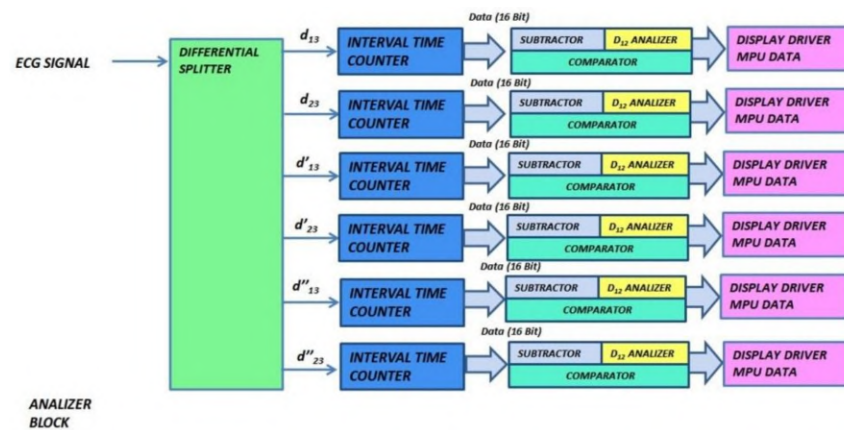 ECG SIGNAL
DIFFERENTIAL
SPLITTER
d13
INTERVAL TIME
COUNTER
Data (16 Bit)
SUBTRACTOR
D12 ANALIZER
COMPARATOR
DISPLAY DRIVER
MPU DATA
d23
INTERVAL TIME
COUNTER
Data (16 Bit)
SUBTRACTOR
D12 ANALIZER
COMPARATOR
DISPLAY DRIVER
MPU DATA
d'13
INTERVAL TIME
COUNTER
Data (16 Bit)
SUBTRACTOR
D12 ANALIZER
COMPARATOR
DISPLAY DRIVER
MPU DATA
d'23
INTERVAL TIME
COUNTER
Data (16 Bit)
SUBTRACTOR
D12 ANALIZER
COMPARATOR
DISPLAY DRIVER
MPU DATA
d''13
INTERVAL TIME
COUNTER
Data (16 Bit)
SUBTRACTOR
D12 ANALIZER
COMPARATOR
DISPLAY DRIVER
MPU DATA
d''23
INTERVAL TIME
COUNTER
Data (16 Bit)
SUBTRACTOR
D12 ANALIZER
COMPARATOR
DISPLAY DRIVER
MPU DATA
ANALIZER
BLOCK